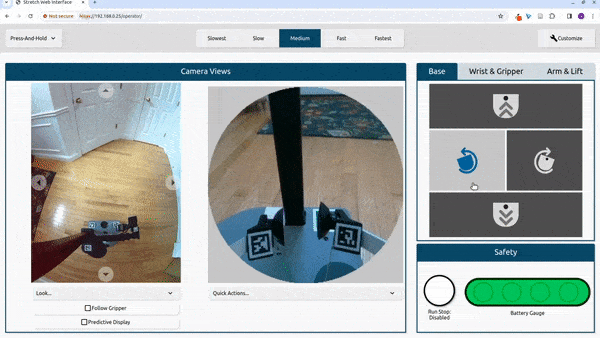 Stretch Web Interface
Not secure https://192.168.0.25/operator/
Press-And-Hold
Slowest
Slow
Medium
Fast
Fastest
Customize
Camera Views
Look...
Follow Gripper
Predictive Display
Quick Actions...
Base
Wrist & Gripper
Arm & Lift
Safety
Run Stop:
Disabled
Battery Gauge